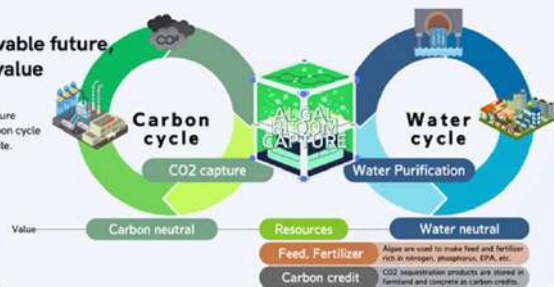 vable future,
value
ure
on cycle
le.
CO²
Carbon
cycle
ALGAL
BLOOM
CAPTURE
Water
cycle
CO2 capture
Water Purification
Value
Carbon neutral
Resources
Water neutral
Feed, Fertilizer
Algae are used to make feed and fertilizer
rich in nitrogen, phosphorus, EPA, etc.
Carbon credit
CO2 sequestration products are stored in
farmland and concrete as carbon credits.